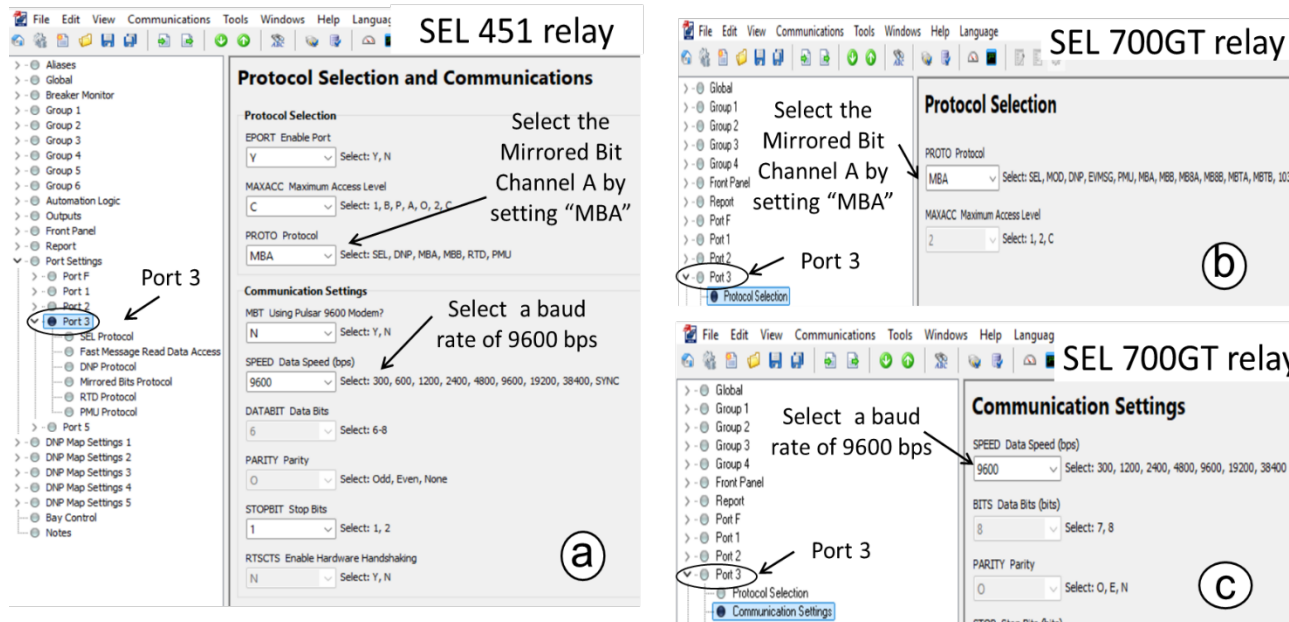 File Edit View Communications Tools Windows Help
SEL 451 relay
Aliases
Global
Breaker Monitor
Group 1
Group 2
Group 3
Group 4
Group 5
Group 6
Automation Logic
Outputs
Front Panel
Report
Port Settings
Port F
Port 1
Port 2
Port 3
SEL Protocol
Fast Message Read Data Access
DNP Protocol
Mirrored Bits Protocol
RTD Protocol
PMU Protocol
Port 5
DNP Map Settings 1
DNP Map Settings 2
DNP Map Settings 3
DNP Map Settings 4
DNP Map Settings 5
Bay Control
Notes
Port 3
Protocol Selection and Communications
Protocol Selection
EPORT Enable Port
Y Select: Y, N
MAXACC Maximum Access Level
C Select: 1, B, P, A, O, 2, C
PROTO Protocol
MBA Select: SEL, DNP, MBA, MBB, RTD, PMU
Select the
Mirrored Bit
Channel A by
setting “MBA”
Communication Settings
MBT Using Pulsar 9600 Modem?
N Select: Y, N
SPEED Data Speed (bps)
9600 Select: 300, 600, 1200, 2400, 4800, 9600, 19200, 38400, SYNC
Select a baud
rate of 9600 bps
DATABIT Data Bits
6 Select: 6-8
PARITY Parity
O Select: Odd, Even, None
STOPBIT Stop Bits
1 Select: 1, 2
RTSCTS Enable Hardware Handshaking
N Select: Y, N
a
File Edit View Communications Tools Windows Help Language
SEL 700GT relay
Global
Group 1
Group 2
Group 3
Group 4
Front Panel
Report
Port F
Port 1
Port 2
Port 3
Protocol Selection
Select the
Mirrored Bit
Channel A by
setting “MBA”
Port 3
Protocol Selection
PROTO Protocol
MBA Select: SEL, MOD, DNP, EVMSG, PMU, MBA, MBB, MB8A, MB8B, MBTA, MBTB, 103
MAXACC Maximum Access Level
2 Select: 1, 2, C
b
File Edit View Communications Tools Windows Help
SEL 700GT relay
Global
Group 1
Group 2
Group 3
Group 4
Front Panel
Report
Port F
Port 1
Port 2
Port 3
Protocol Selection
Communication Settings
Select a baud
rate of 9600 bps
Port 3
Communication Settings
SPEED Data Speed (bps)
9600 Select: 300, 1200, 2400, 4800, 9600, 19200, 38400
BITS Data Bits (bits)
8 Select: 7, 8
PARITY Parity
O Select: O, E, N
c